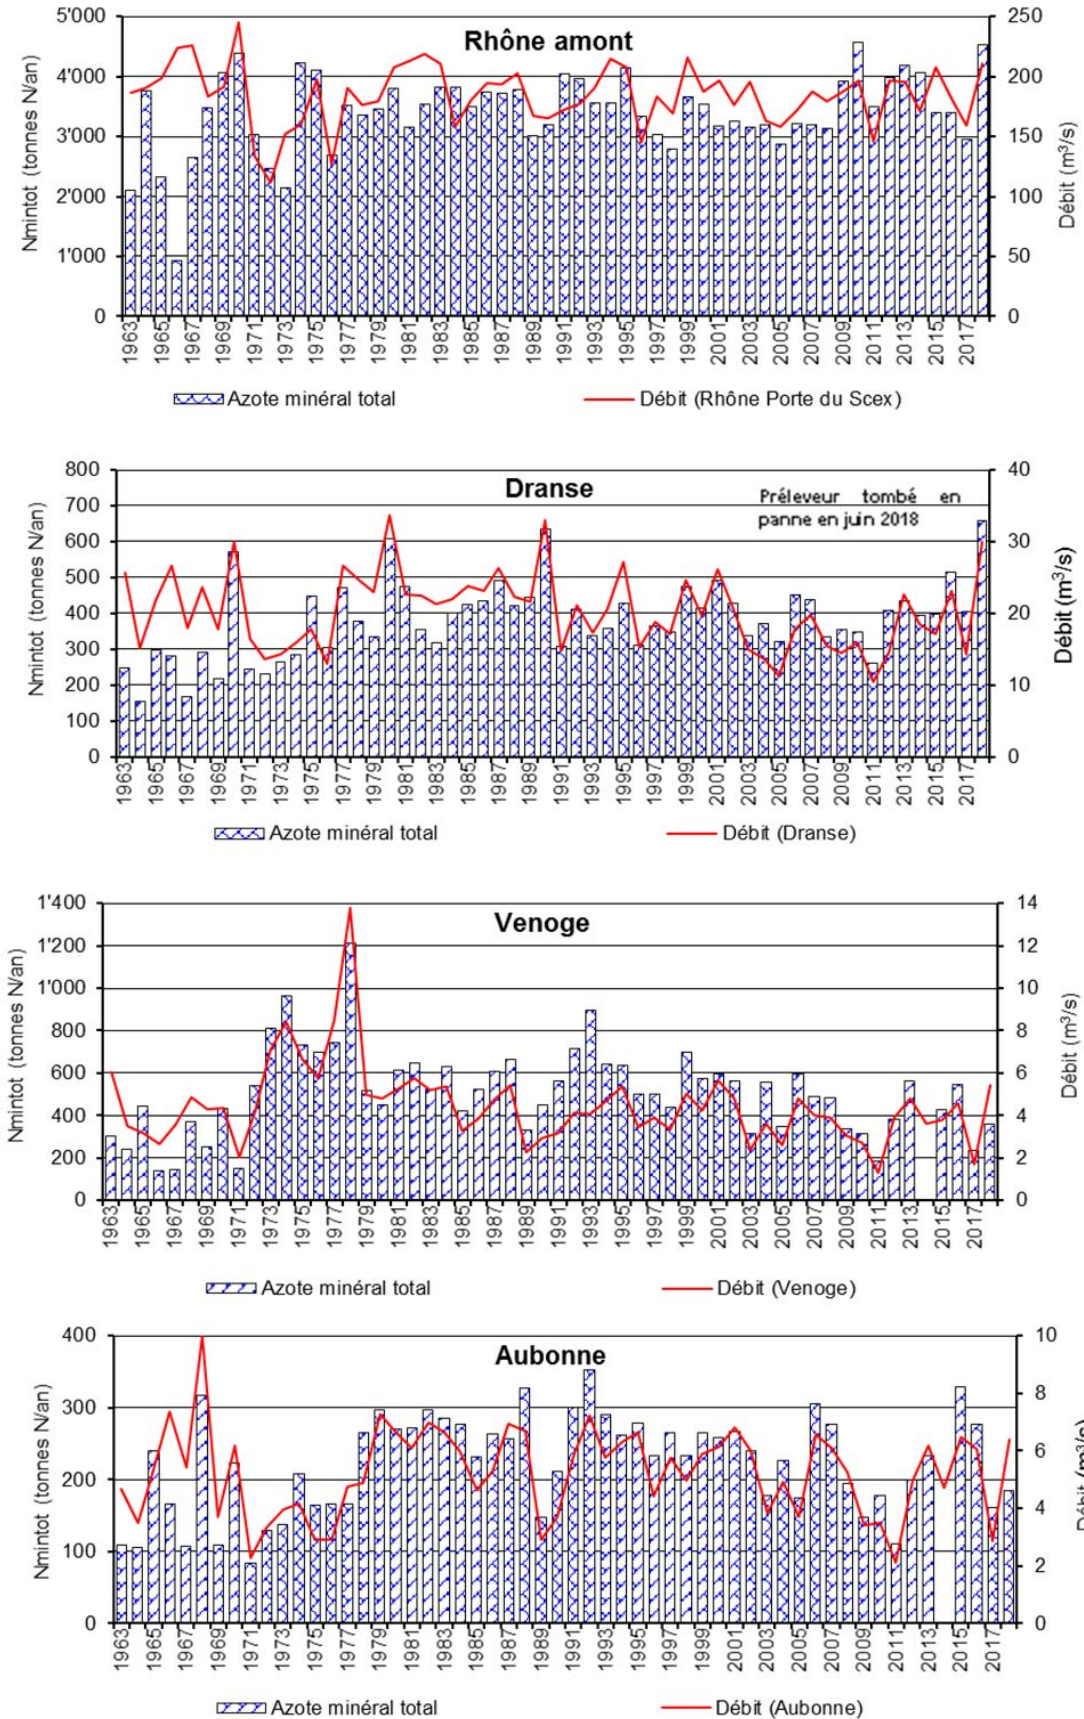 Rhône amont
Nmintot (tonnes N/an)
5'000
4'000
3'000
2'000
1'000
0
250
200
150
100
50
0
Débit (m³/s)
1963 1965 1967 1969 1971 1973 1975 1977 1979 1981 1983 1985 1987 1989 1991 1993 1995 1997 1999 2001 2003 2005 2007 2009 2011 2013 2015 2017
Azote minéral total Débit (Rhône Porte du Scex)
Dranse
Préleveur tombé en
panne en juin 2018
Nmintot (tonnes N/an)
800
700
600
500
400
300
200
100
0
40
30
20
10
0
Débit (m³/s)
1963 1965 1967 1969 1971 1973 1975 1977 1979 1981 1983 1985 1987 1989 1991 1993 1995 1997 1999 2001 2003 2005 2007 2009 2011 2013 2015 2017
Azote minéral total Débit (Dranse)
Venoge
Nmintot (tonnes N/an)
1'400
1'200
1'000
800
600
400
200
0
14
12
10
8
6
4
2
0
Débit (m³/s)
1963 1965 1967 1969 1971 1973 1975 1977 1979 1981 1983 1985 1987 1989 1991 1993 1995 1997 1999 2001 2003 2005 2007 2009 2011 2013 2015 2017
Azote minéral total Débit (Venoge)
Aubonne
Nmintot (tonnes N/an)
400
300
200
100
0
10
8
6
4
2
0
Débit (m³/s)
1963 1965 1967 1969 1971 1973 1975 1977 1979 1981 1983 1985 1987 1989 1991 1993 1995 1997 1999 2001 2003 2005 2007 2009 2011 2013 2015 2017
Azote minéral total Débit (Aubonne)